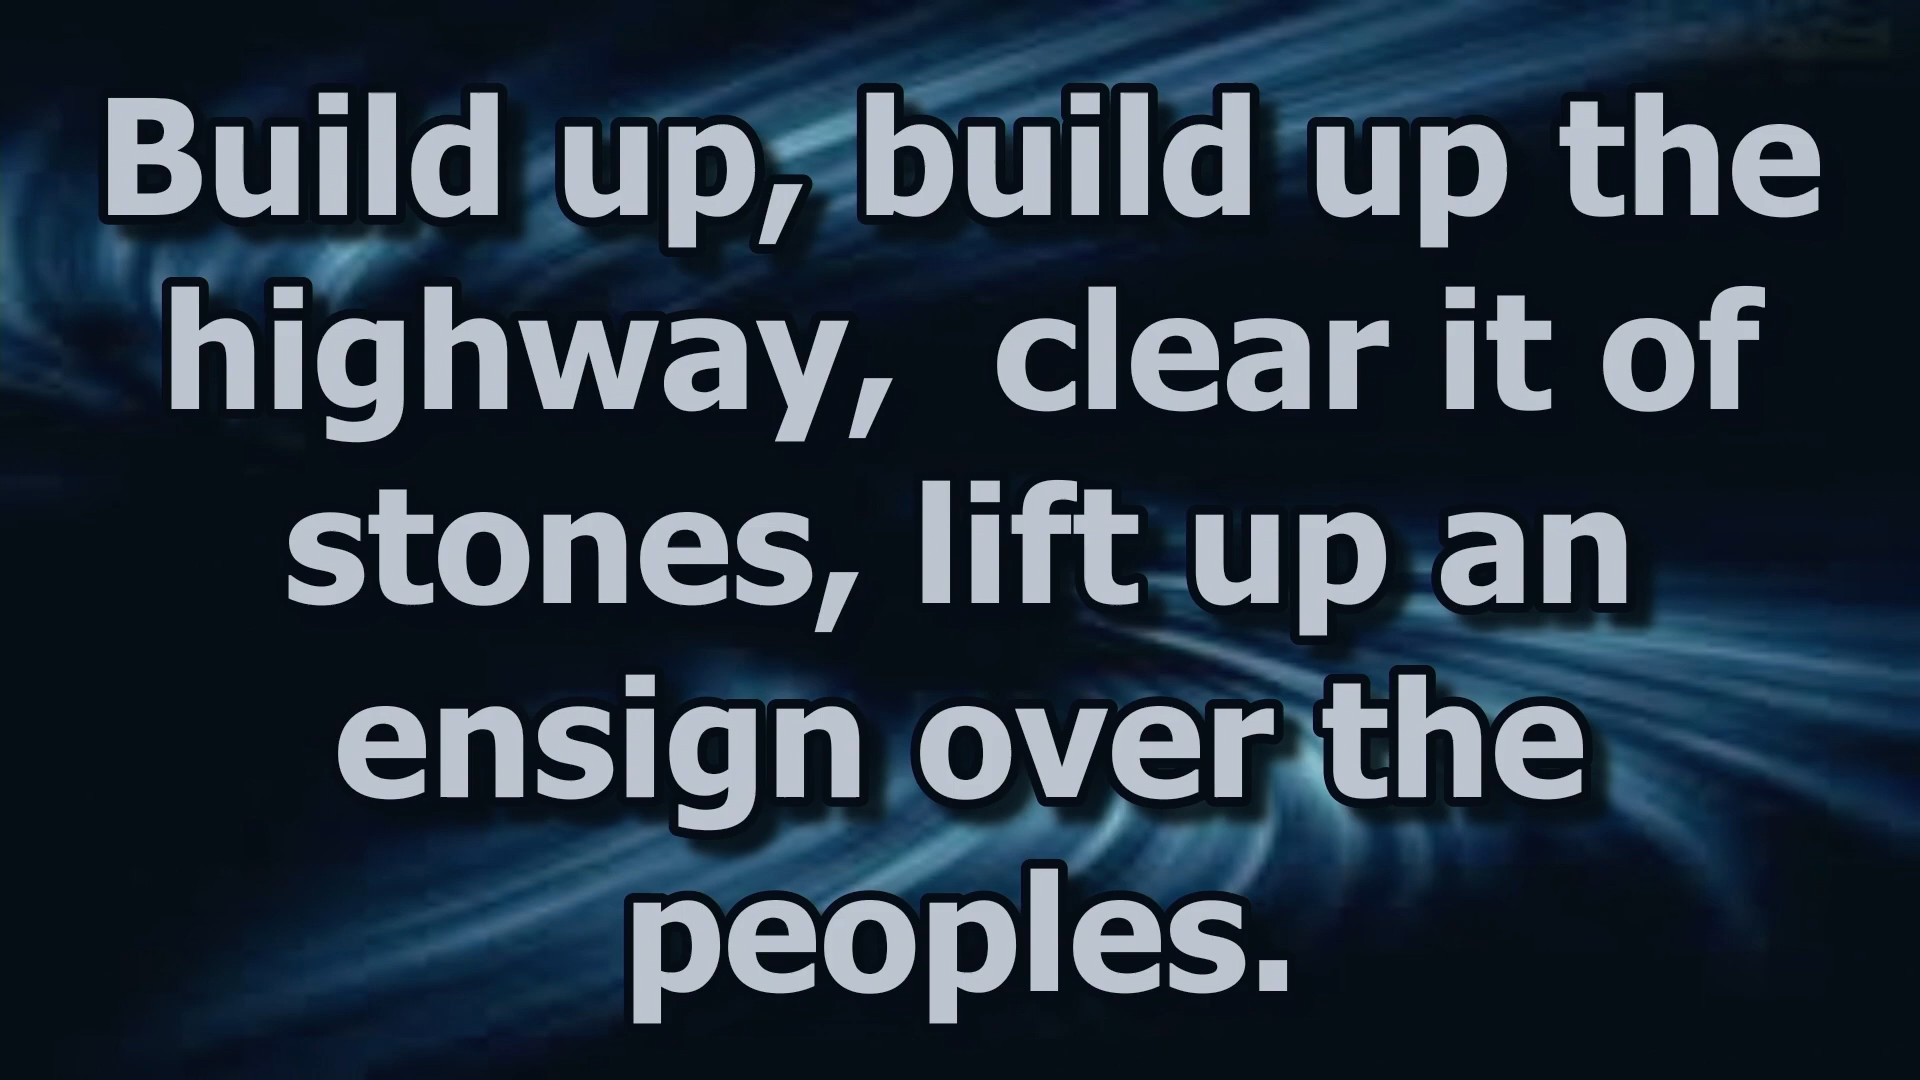 Build up, build up the
highway,  clear it of
stones, lift up an
ensign over the
peoples.